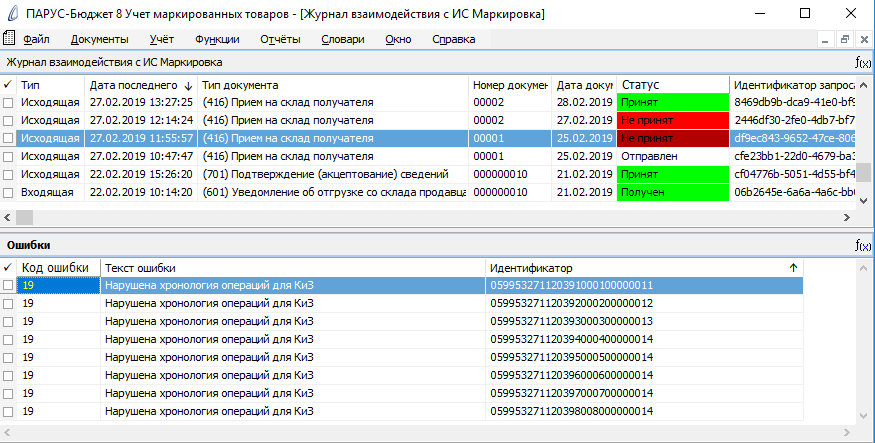 ПАРУС-Бюджет 8 Учет маркированных товаров - [Журнал взаимодействия с ИС Маркировка]
Файл Документы Учёт Функции Отчёты Словари Окно Справка
Журнал взаимодействия с ИС Маркировка f(x)
Тип Дата последнего Тип документа Номер докумен Дата докум Статус Идентификатор запроса
Исходящая 27.02.2019 13:27:25 (416) Прием на склад получателя 00002 28.02.2019 Принят 8469db9b-dca9-41e0-bf9
Исходящая 27.02.2019 12:14:24 (416) Прием на склад получателя 00002 27.02.2019 Не принят 2446df30-2fe0-4db7-bf7
Исходящая 27.02.2019 11:55:57 (416) Прием на склад получателя 00001 25.02.2019 Не принят df9ec843-9652-47ce-806
Исходящая 27.02.2019 10:47:47 (416) Прием на склад получателя 00001 25.02.2019 Отправлен cfe23bb1-22d0-4679-ba3
Исходящая 22.02.2019 15:26:20 (701) Подтверждение (акцептование) сведений 000000010 21.02.2019 Принят cf04776b-5051-4d55-bf4
Входящая 22.02.2019 10:14:20 (601) Уведомление об отгрузке со склада продавца 000000010 21.02.2019 Получен 06b2645e-6a6a-4a6c-bb
Ошибки f(x)
Код ошибки Текст ошибки Идентификатор
19 Нарушена хронология операций для КиЗ 059953271120391000100000011
19 Нарушена хронология операций для КиЗ 059953271120392000200000012
19 Нарушена хронология операций для КиЗ 059953271120393000300000013
19 Нарушена хронология операций для КиЗ 059953271120394000400000014
19 Нарушена хронология операций для КиЗ 059953271120395000500000014
19 Нарушена хронология операций для КиЗ 059953271120396000600000014
19 Нарушена хронология операций для КиЗ 059953271120397000700000014
19 Нарушена хронология операций для КиЗ 059953271120398008000000014